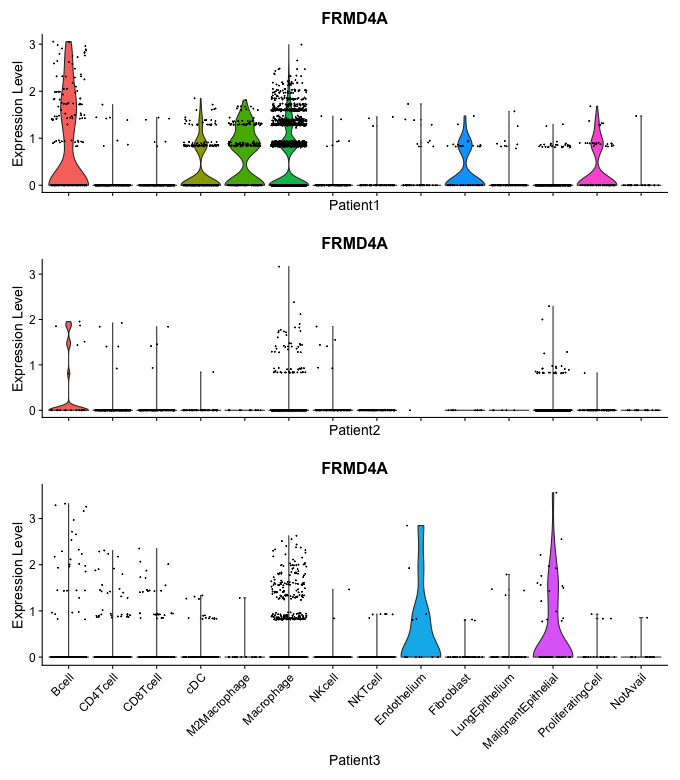 FRMD4A
Expression Level
3
2
1
0
Patient1
FRMD4A
Expression Level
3
2
1
0
Patient2
FRMD4A
Expression Level
3
2
1
0
Bcell
CD4Tcell
CD8Tcell
cDC
M2Macrophage
Macrophage
NKcell
NKTcell
Endothelium
Fibroblast
LungEpithelium
MalignantEpithelial
ProliferatingCell
NotAvail
Patient3